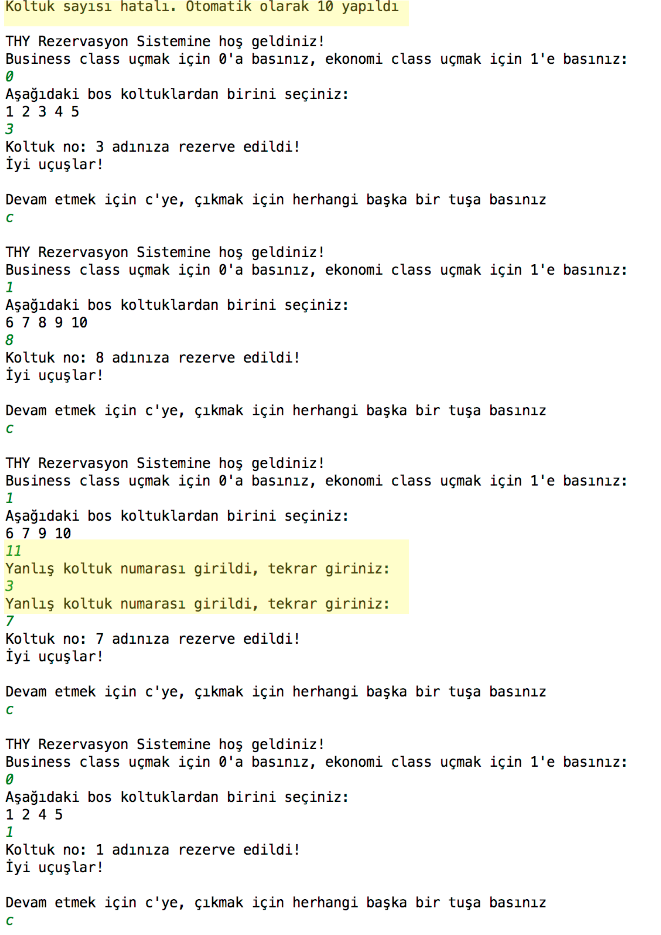 Koltuk sayısı hatalı. Otomatik olarak 10 yapıldı
THY Rezervasyon Sistemine hoş geldiniz!
Business class uçmak için 0'a basınız, ekonomi class uçmak için 1'e basınız:
0
Aşağıdaki bos koltuklardan birini seçiniz:
1 2 3 4 5
3
Koltuk no: 3 adınıza rezerve edildi!
İyi uçuşlar!
Devam etmek için c'ye, çıkmak için herhangi başka bir tuşa basınız
c
THY Rezervasyon Sistemine hoş geldiniz!
Business class uçmak için 0'a basınız, ekonomi class uçmak için 1'e basınız:
1
Aşağıdaki bos koltuklardan birini seçiniz:
6 7 8 9 10
8
Koltuk no: 8 adınıza rezerve edildi!
İyi uçuşlar!
Devam etmek için c'ye, çıkmak için herhangi başka bir tuşa basınız
c
THY Rezervasyon Sistemine hoş geldiniz!
Business class uçmak için 0'a basınız, ekonomi class uçmak için 1'e basınız:
1
Aşağıdaki bos koltuklardan birini seçiniz:
6 7 9 10
11
Yanlış koltuk numarası girildi, tekrar giriniz:
3
Yanlış koltuk numarası girildi, tekrar giriniz:
7
Koltuk no: 7 adınıza rezerve edildi!
İyi uçuşlar!
Devam etmek için c'ye, çıkmak için herhangi başka bir tuşa basınız
c
THY Rezervasyon Sistemine hoş geldiniz!
Business class uçmak için 0'a basınız, ekonomi class uçmak için 1'e basınız:
0
Aşağıdaki bos koltuklardan birini seçiniz:
1 2 4 5
1
Koltuk no: 1 adınıza rezerve edildi!
İyi uçuşlar!
Devam etmek için c'ye, çıkmak için herhangi başka bir tuşa basınız
c